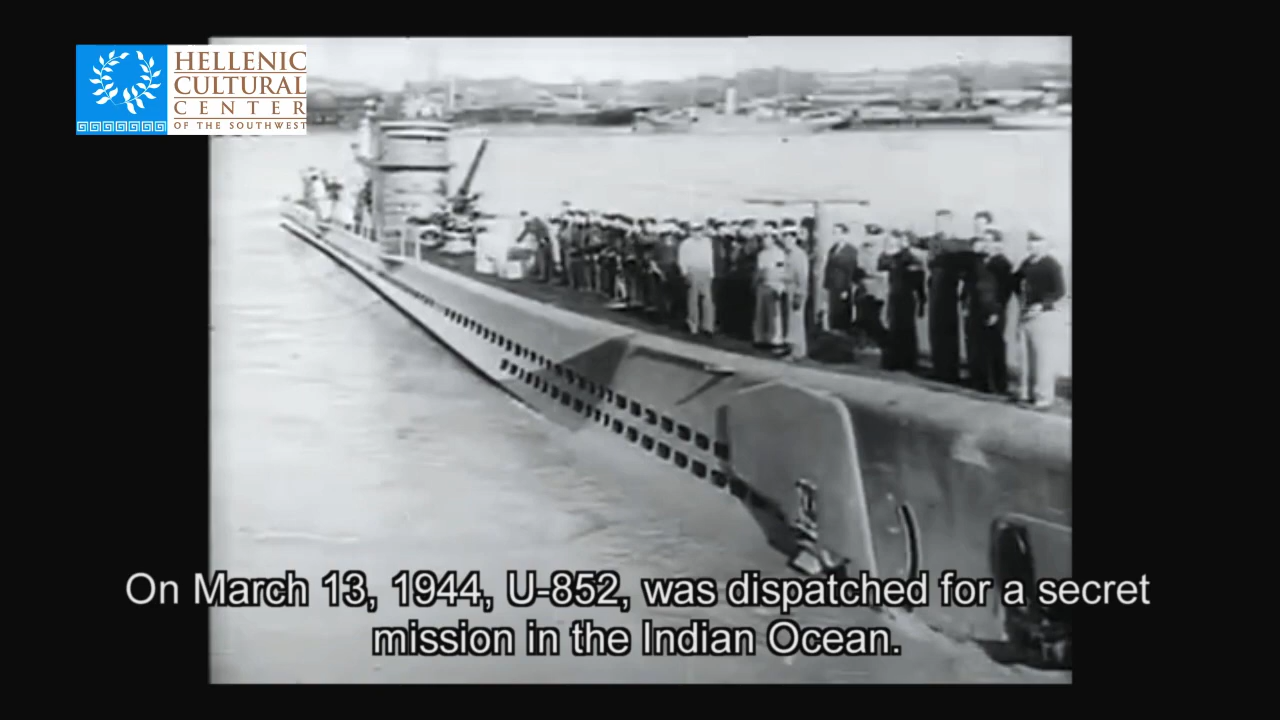 HELLENIC
CULTURAL
CENTER
OF THE SOUTHWEST
On March 13, 1944, U-852, was dispatched for a secret
mission in the Indian Ocean.